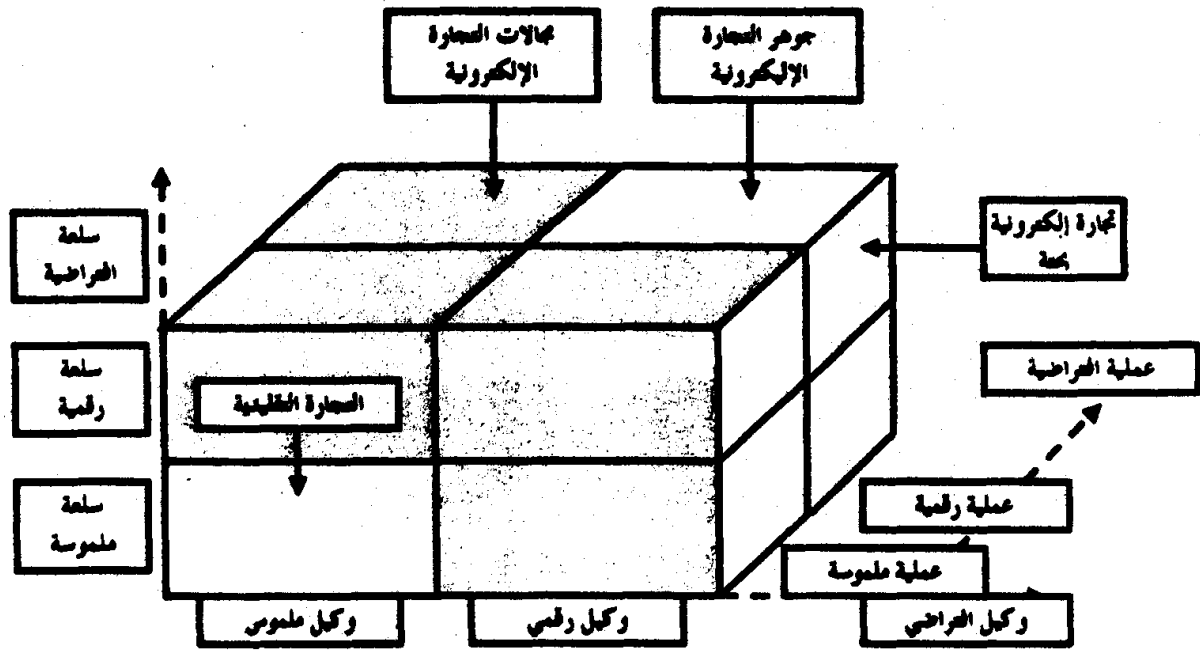 جوهر التجارة
الإليكترونية
مجالات التجارة
الإلكترونية
تجارة إلكترونية
بحتة
سلعة
افتراضية
سلعة
رقمية
سلعة
ملموسة
التجارة التقليدية
عملية افتراضية
عملية رقمية
عملية ملموسة
وكيل افتراضي
وكيل رقمي
وكيل ملموس